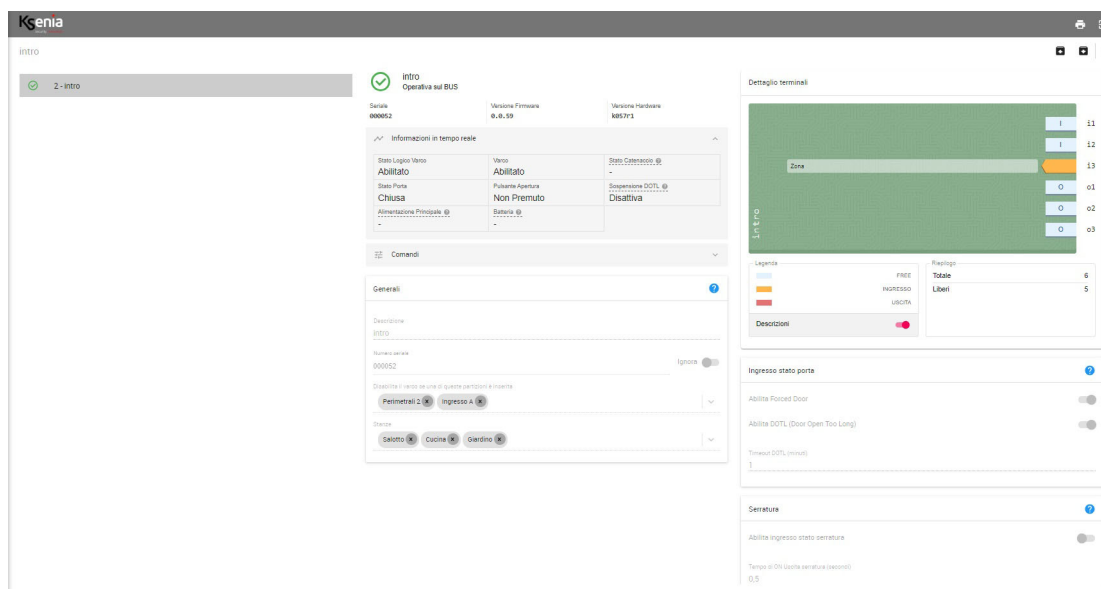 Ksenia
intro
2 - intro
intro
Operativa sul BUS
Seriale
000052
Versione Firmware
0.0.59
Versione Hardware
k057r1
Informazioni in tempo reale
Stato Logico Varco
Abilitato
Varco
Abilitato
Stato Catenaccio
-
Stato Porta
Chiusa
Pulsante Apertura
Non Premuto
Sospensione DOTL
Disattiva
Alimentazione Principale
-
Batteria
-
Comandi
Generali
Descrizione
intro
Numero seriale
000052
Ignora
Disabilita il varco se una di queste partizioni è inserita
Perimetrali 2
Ingresso A
Stanze
Salotto
Cucina
Giardino
Dettaglio terminali
intro
Zona
I i1
I i2
i3
O o1
O o2
O o3
Legenda
FREE
INGRESSO
USCITA
Descrizioni
Riepilogo
Totale 6
Liberi 5
Ingresso stato porta
Abilita Forced Door
Abilita DOTL (Door Open Too Long)
Timeout DOTL (minuti)
1
Serratura
Abilita ingresso stato serratura
Tempo di ON Uscita serratura (secondi)
0,5